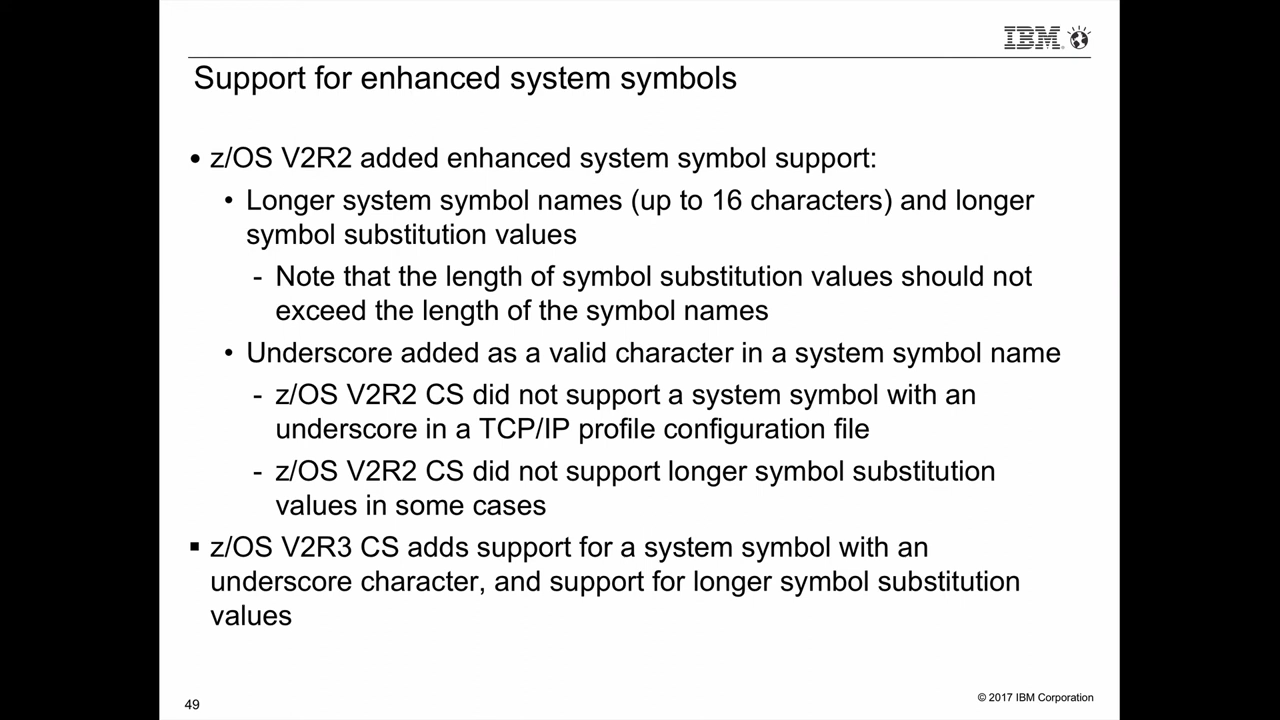 IBM
Support for enhanced system symbols
• z/OS V2R2 added enhanced system symbol support:
• Longer system symbol names (up to 16 characters) and longer
symbol substitution values
- Note that the length of symbol substitution values should not
exceed the length of the symbol names
• Underscore added as a valid character in a system symbol name
- z/OS V2R2 CS did not support a system symbol with an
underscore in a TCP/IP profile configuration file
- z/OS V2R2 CS did not support longer symbol substitution
values in some cases
▪ z/OS V2R3 CS adds support for a system symbol with an
underscore character, and support for longer symbol substitution
values
49
© 2017 IBM Corporation